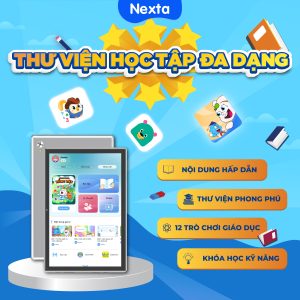 Nexta
THƯ VIỆN HỌC TẬP ĐA DẠNG
NỘI DUNG HẤP DẪN
THƯ VIỆN PHONG PHÚ
12 TRÒ CHƠI GIÁO DỤC
KHÓA HỌC KỸ NĂNG